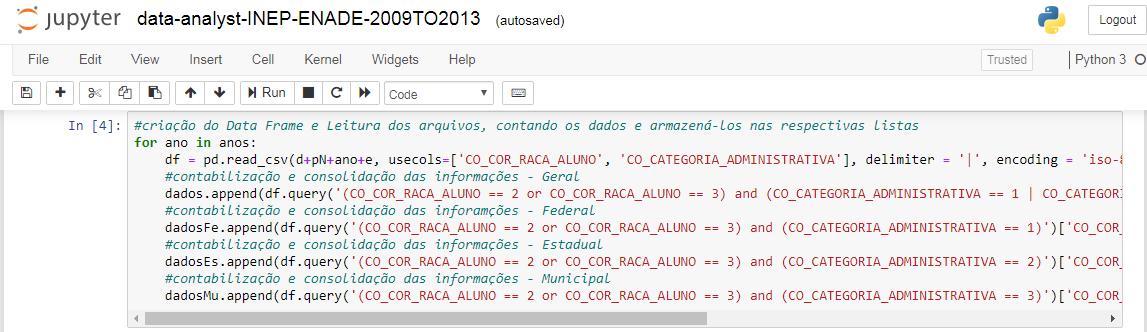 jupyter data-analyst-INEP-ENADE-2009TO2013 (autosaved) Logout
File Edit View Insert Cell Kernel Widgets Help Trusted Python 3
Run Code
In [4]: #criação do Data Frame e Leitura dos arquivos, contando os dados e armazená-los nas respectivas listas
for ano in anos:
df = pd.read_csv(d+pN+ano+e, usecols=['CO_COR_RACA_ALUNO', 'CO_CATEGORIA_ADMINISTRATIVA'], delimiter = '|', encoding = 'iso-8
#contabilização e consolidação das informações - Geral
dados.append(df.query('(CO_COR_RACA_ALUNO == 2 or CO_COR_RACA_ALUNO == 3) and (CO_CATEGORIA_ADMINISTRATIVA == 1 | CO_CATEGORI
#contabilização e consolidação das inforamções - Federal
dadosFe.append(df.query('(CO_COR_RACA_ALUNO == 2 or CO_COR_RACA_ALUNO == 3) and (CO_CATEGORIA_ADMINISTRATIVA == 1)')['CO_COR_
#contabilização e consolidação das informações - Estadual
dadosEs.append(df.query('(CO_COR_RACA_ALUNO == 2 or CO_COR_RACA_ALUNO == 3) and (CO_CATEGORIA_ADMINISTRATIVA == 2)')['CO_COR_
#contabilização e consolidação das informações - Municipal
dadosMu.append(df.query('(CO_COR_RACA_ALUNO == 2 or CO_COR_RACA_ALUNO == 3) and (CO_CATEGORIA_ADMINISTRATIVA == 3)')['CO_COR_